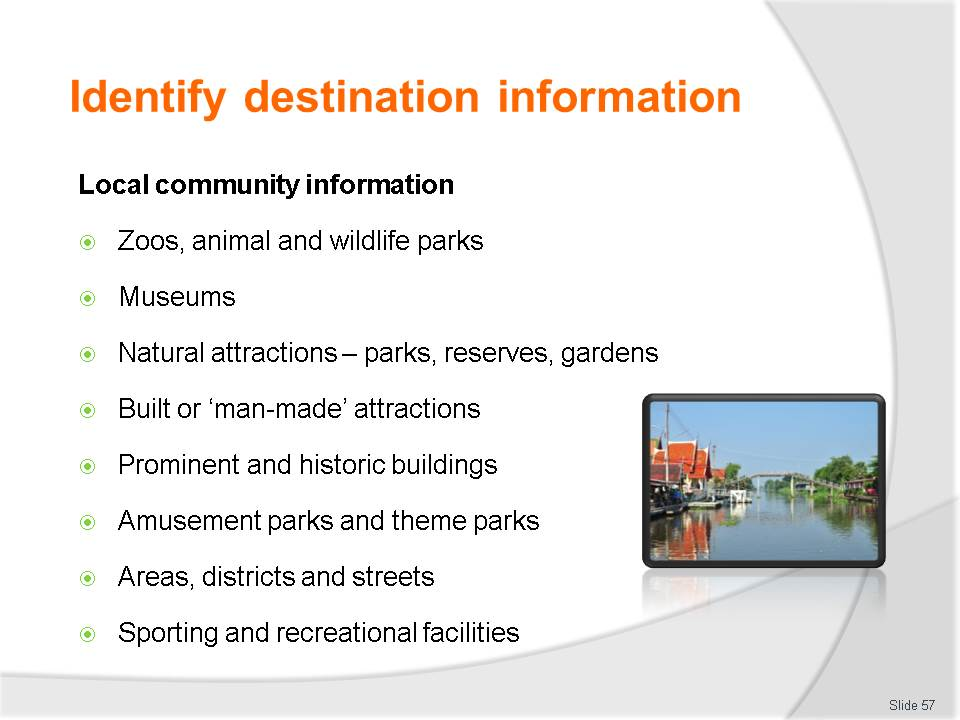 Identify destination information
Local community information
Zoos, animal and wildlife parks
Museums
Natural attractions – parks, reserves, gardens
Built or ‘man-made’ attractions
Prominent and historic buildings
Amusement parks and theme parks
Areas, districts and streets
Sporting and recreational facilities
Slide 57